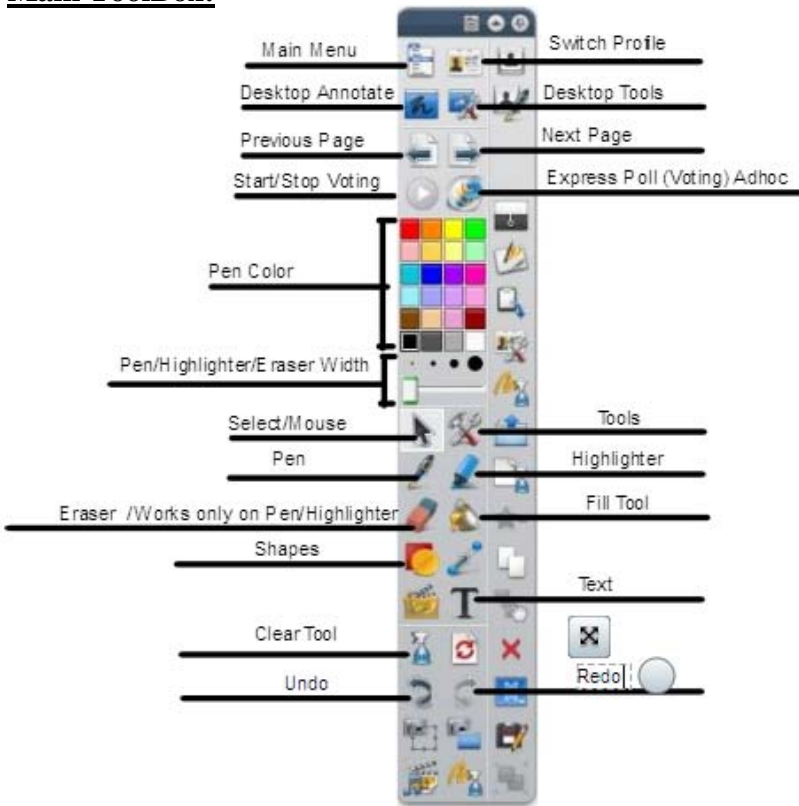 Main Toolbox:
Main Menu
Switch Profile
Desktop Annotate
Desktop Tools
Previous Page
Next Page
Start/Stop Voting
Express Poll (Voting) Adhoc
Pen Color
Pen/Highlighter/Eraser Width
Select/Mouse
Tools
Pen
Highlighter
Eraser /Works only on Pen/Highlighter
Fill Tool
Shapes
Text
T
Clear Tool
Redo
Undo